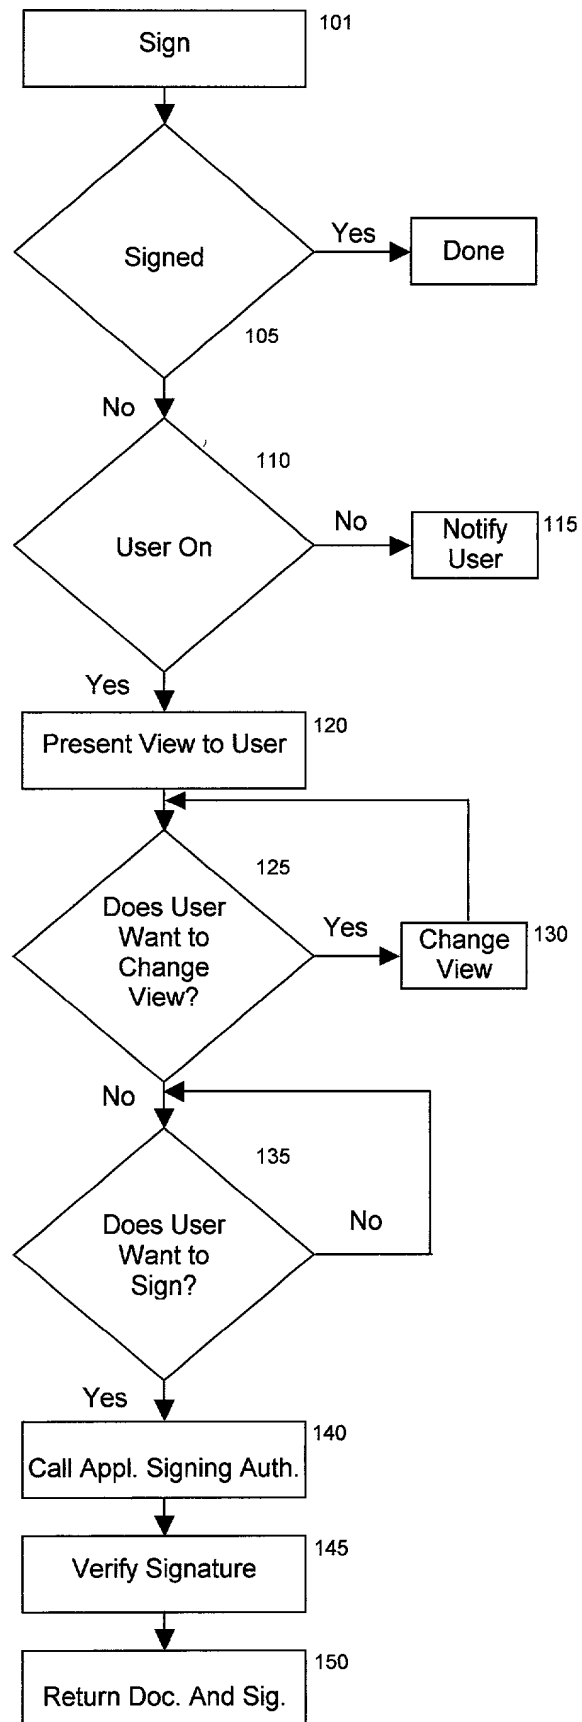 Sign
101
Signed
Yes
Done
105
No
110
User On
No
Notify
User
115
Yes
Present View to User
120
125
Does User
Want to
Change
View?
Yes
Change
View
130
No
135
Does User
Want to
Sign?
No
Yes
140
Call Appl. Signing Auth.
145
Verify Signature
150
Return Doc. And Sig.